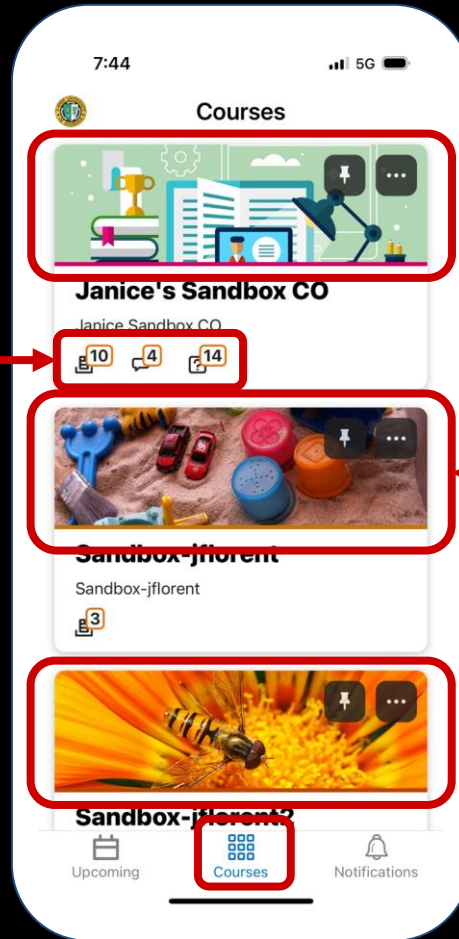 7:44 5G
Courses
Janice's Sandbox CO
Janice Sandbox CO
10 4 14
Sandbox-jflorent
Sandbox-jflorent
3
Sandbox-jflorent2
Upcoming Courses Notifications